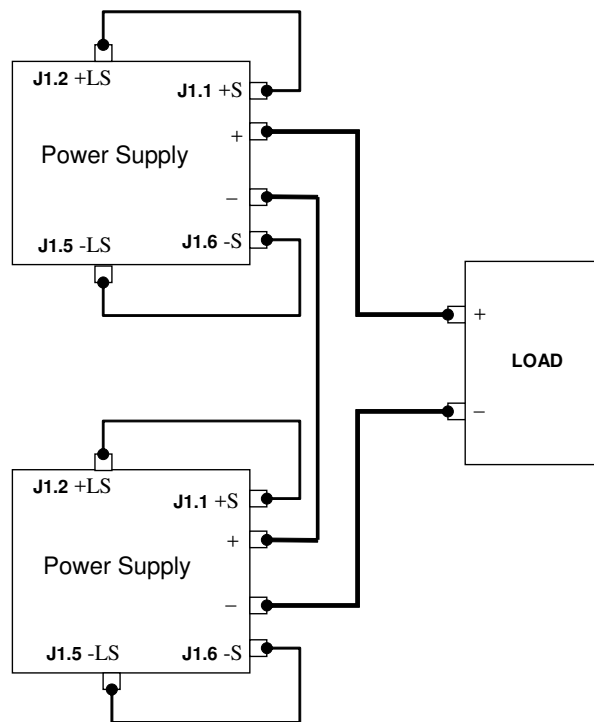 J1.2 +LS
J1.1 +S
+
Power Supply
–
J1.5 -LS
J1.6 -S
+
LOAD
–
J1.2 +LS
J1.1 +S
+
Power Supply
–
J1.5 -LS
J1.6 -S